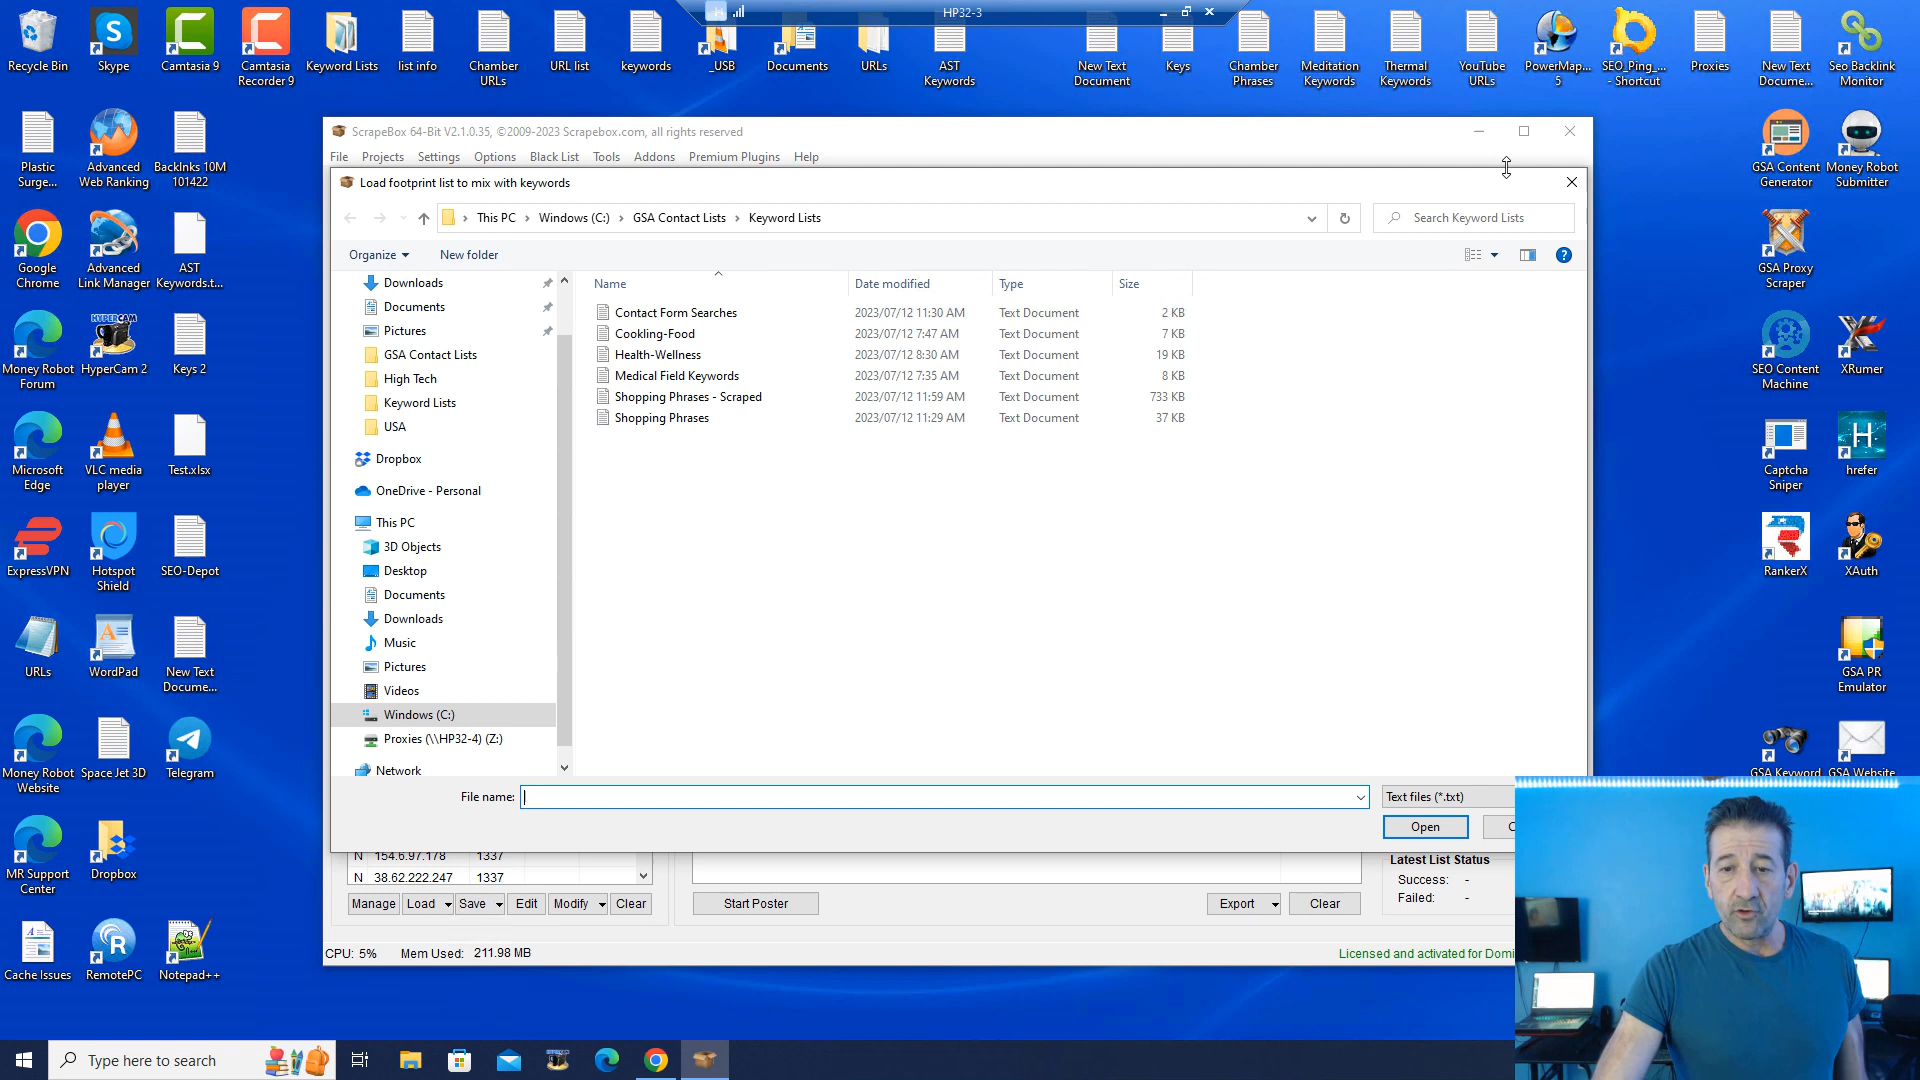 HP32-3
Recycle Bin
Skype
Camtasia 9
Camtasia
Recorder 9
Keyword Lists
list info
Chamber
URLs
URL list
keywords
_USB
Documents
URLs
AST
Keywords
New Text
Document
Keys
Chamber
Phrases
Meditation
Keywords
Thermal
Keywords
YouTube
URLs
PowerMap...
5
SEO_Ping_...
- Shortcut
Proxies
New Text
Docume...
Seo Backlink
Monitor
Plastic
Surge...
Advanced
Web Ranking
Backlnks 10M
101422
Google
Chrome
Advanced
Link Manager
AST
Keywords.t...
Money Robot
Forum
HyperCam 2
Keys 2
Microsoft
Edge
VLC media
player
Test.xlsx
ExpressVPN
Hotspot
Shield
SEO-Depot
URLs
WordPad
New Text
Docume...
Money Robot
Website
Space Jet 3D
Telegram
MR Support
Center
Dropbox
Cache Issues
RemotePC
Notepad++
ScrapeBox 64-Bit V2.1.0.35, ©2009-2023 Scrapebox.com, all rights reserved
File Projects Settings Options Black List Tools Addons Premium Plugins Help
Load footprint list to mix with keywords
This PC › Windows (C:) › GSA Contact Lists › Keyword Lists
Search Keyword Lists
Organize New folder
Name Date modified Type Size
Contact Form Searches 2023/07/12 11:30 AM Text Document 2 KB
Cookling-Food 2023/07/12 7:47 AM Text Document 7 KB
Health-Wellness 2023/07/12 8:30 AM Text Document 19 KB
Medical Field Keywords 2023/07/12 7:35 AM Text Document 8 KB
Shopping Phrases - Scraped 2023/07/12 11:59 AM Text Document 733 KB
Shopping Phrases 2023/07/12 11:29 AM Text Document 37 KB
Downloads
Documents
Pictures
GSA Contact Lists
High Tech
Keyword Lists
USA
Dropbox
OneDrive - Personal
This PC
3D Objects
Desktop
Documents
Downloads
Music
Pictures
Videos
Windows (C:)
Proxies (\\HP32-4) (Z:)
Network
File name:
Text files (*.txt)
Open
C
N 154.6.97.178 1337
N 38.62.222.247 1337
Manage Load Save Edit Modify Clear
Start Poster
Export Clear
Latest List Status
Success: -
Failed: -
CPU: 5% Mem Used: 211.98 MB
Licensed and activated for Domi
GSA Content
Generator
Money Robot
Submitter
GSA Proxy
Scraper
SEO Content
Machine
XRumer
Captcha
Sniper
hrefer
RankerX
XAuth
GSA PR
Emulator
GSA Keyword
GSA Website
Type here to search